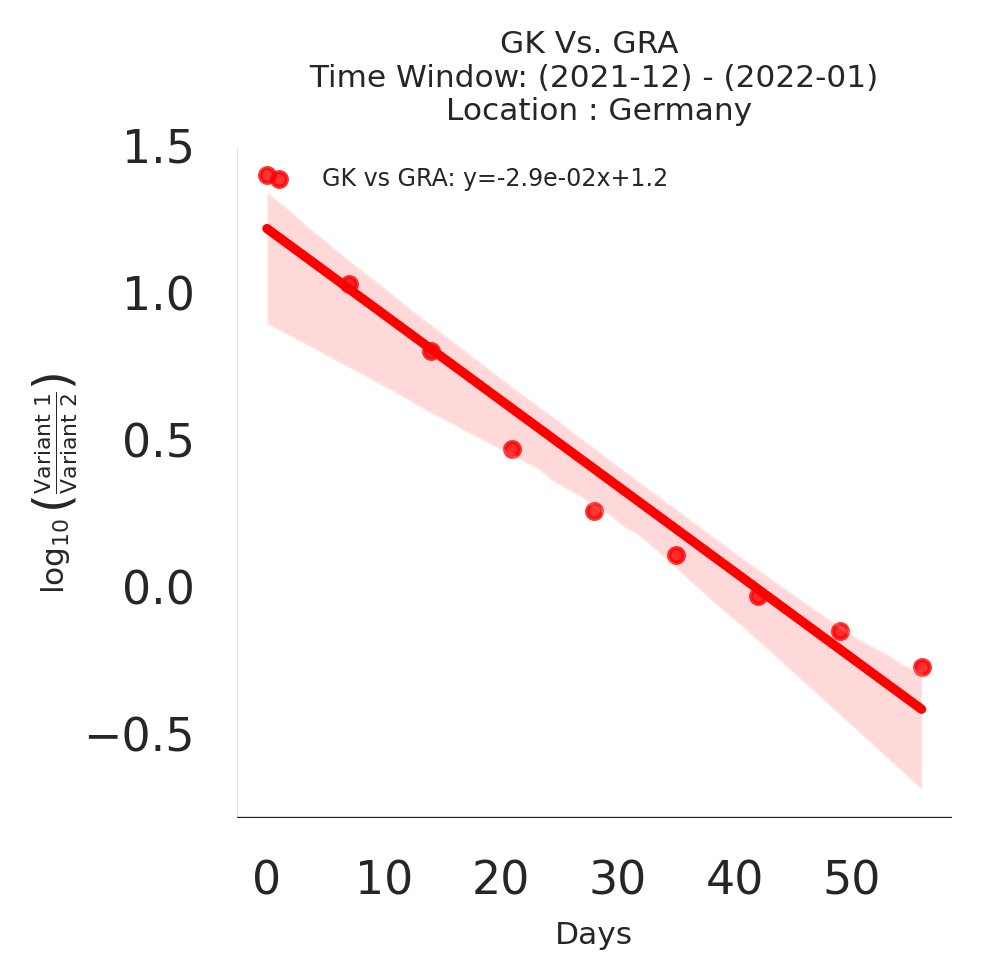 GK Vs. GRA
Time Window: (2021-12) - (2022-01)
Location : Germany
GK vs GRA: y=-2.9e-02x+1.2
1.5
1.0
0.5
0.0
−0.5
log10 (Variant 1 / Variant 2)
0 10 20 30 40 50
Days